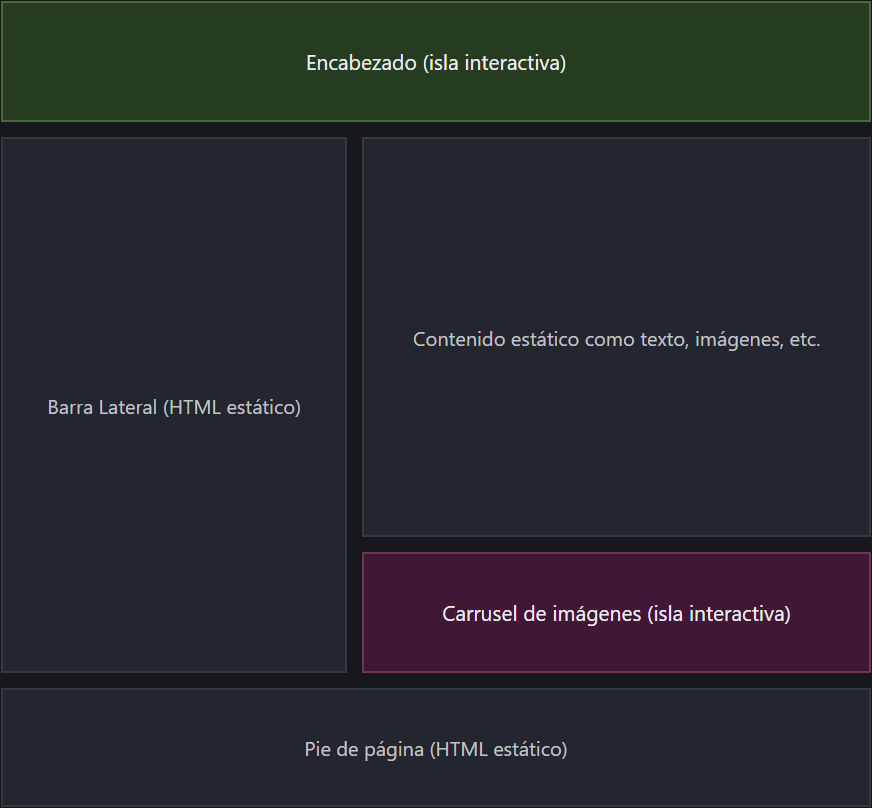 Encabezado (isla interactiva)
Barra Lateral (HTML estático)
Contenido estático como texto, imágenes, etc.
Carrusel de imágenes (isla interactiva)
Pie de página (HTML estático)